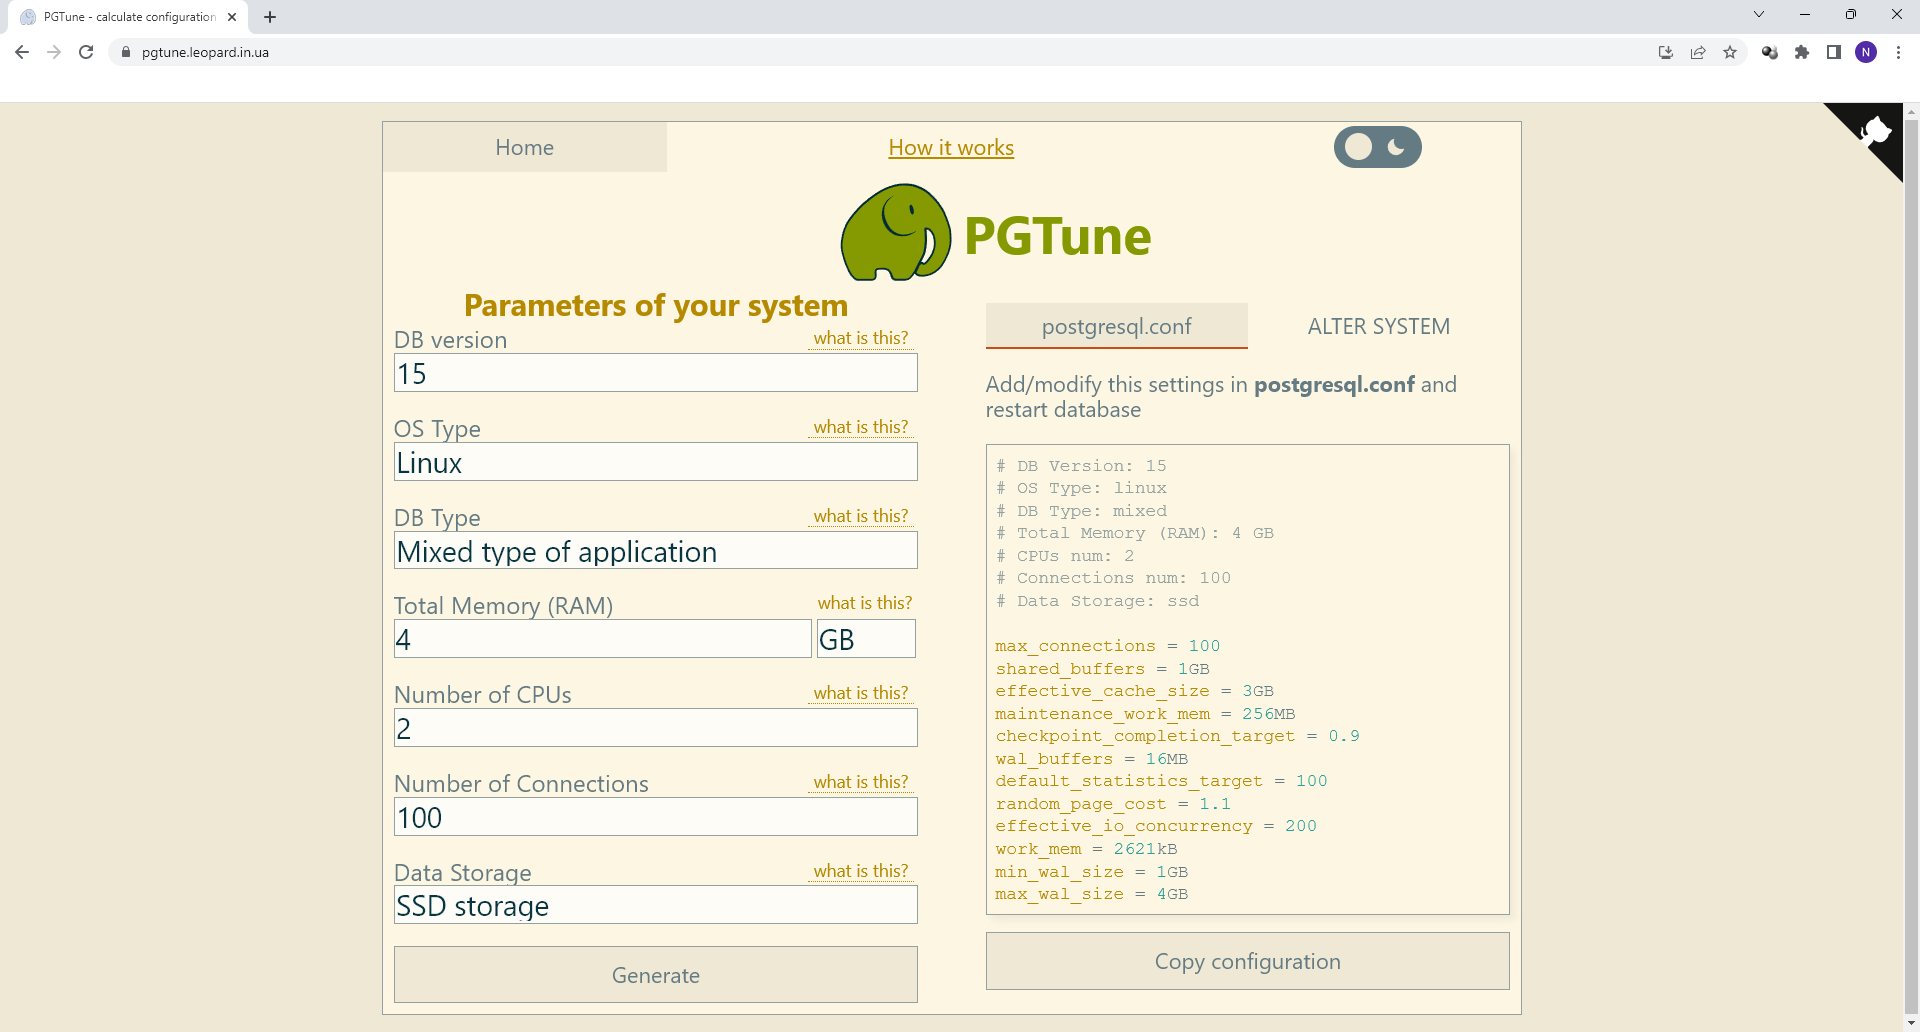 PGTune - calculate configuration
pgtune.leopard.in.ua
N
Home
How it works
PGTune
Parameters of your system
DB version
what is this?
15
OS Type
what is this?
Linux
DB Type
what is this?
Mixed type of application
Total Memory (RAM)
what is this?
4
GB
Number of CPUs
what is this?
2
Number of Connections
what is this?
100
Data Storage
what is this?
SSD storage
Generate
postgresql.conf
ALTER SYSTEM
Add/modify this settings in postgresql.conf and
restart database
# DB Version: 15
# OS Type: linux
# DB Type: mixed
# Total Memory (RAM): 4 GB
# CPUs num: 2
# Connections num: 100
# Data Storage: ssd
max_connections = 100
shared_buffers = 1GB
effective_cache_size = 3GB
maintenance_work_mem = 256MB
checkpoint_completion_target = 0.9
wal_buffers = 16MB
default_statistics_target = 100
random_page_cost = 1.1
effective_io_concurrency = 200
work_mem = 2621kB
min_wal_size = 1GB
max_wal_size = 4GB
Copy configuration